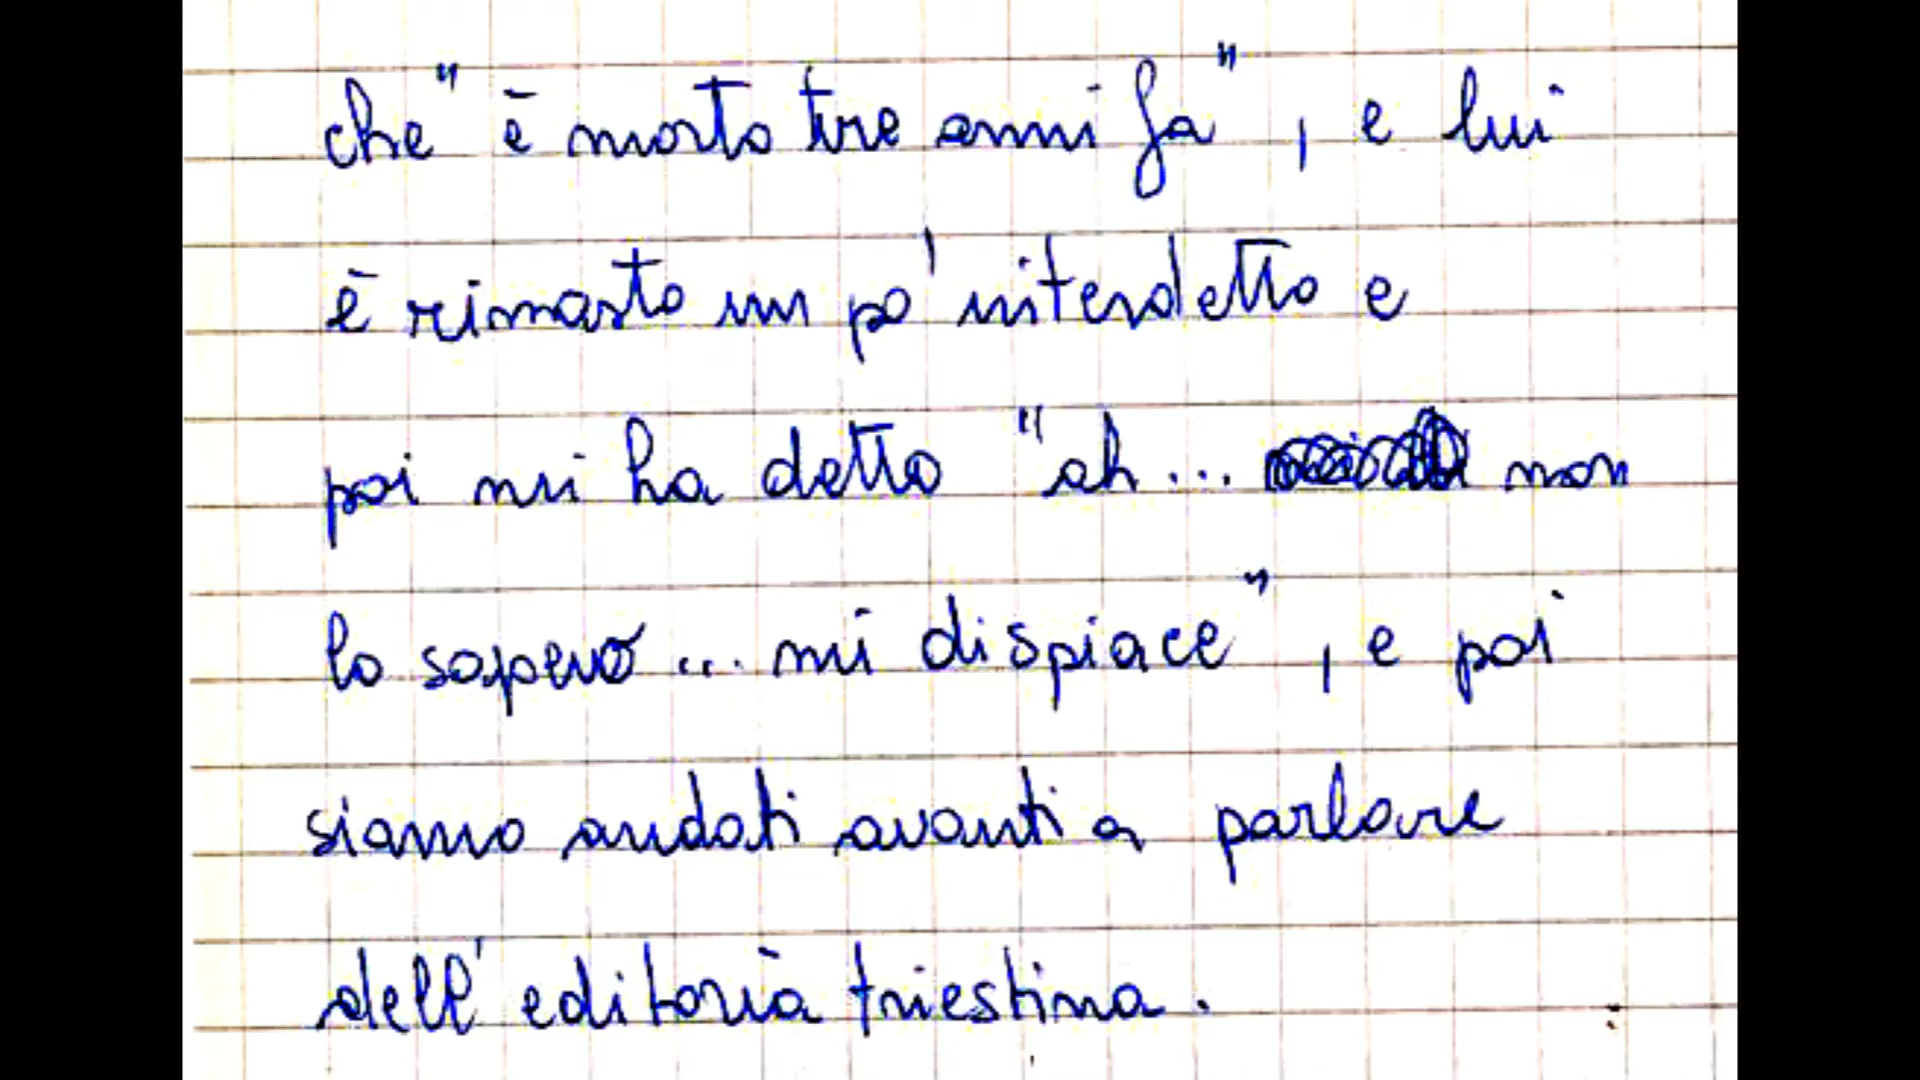 che "è morto tre anni fa", e lui
è rimasto un po' interdetto e
poi mi ha detto "ah... non
lo sapevo... mi dispiace", e poi
siamo andati avanti a parlare
dell'editoria triestina.